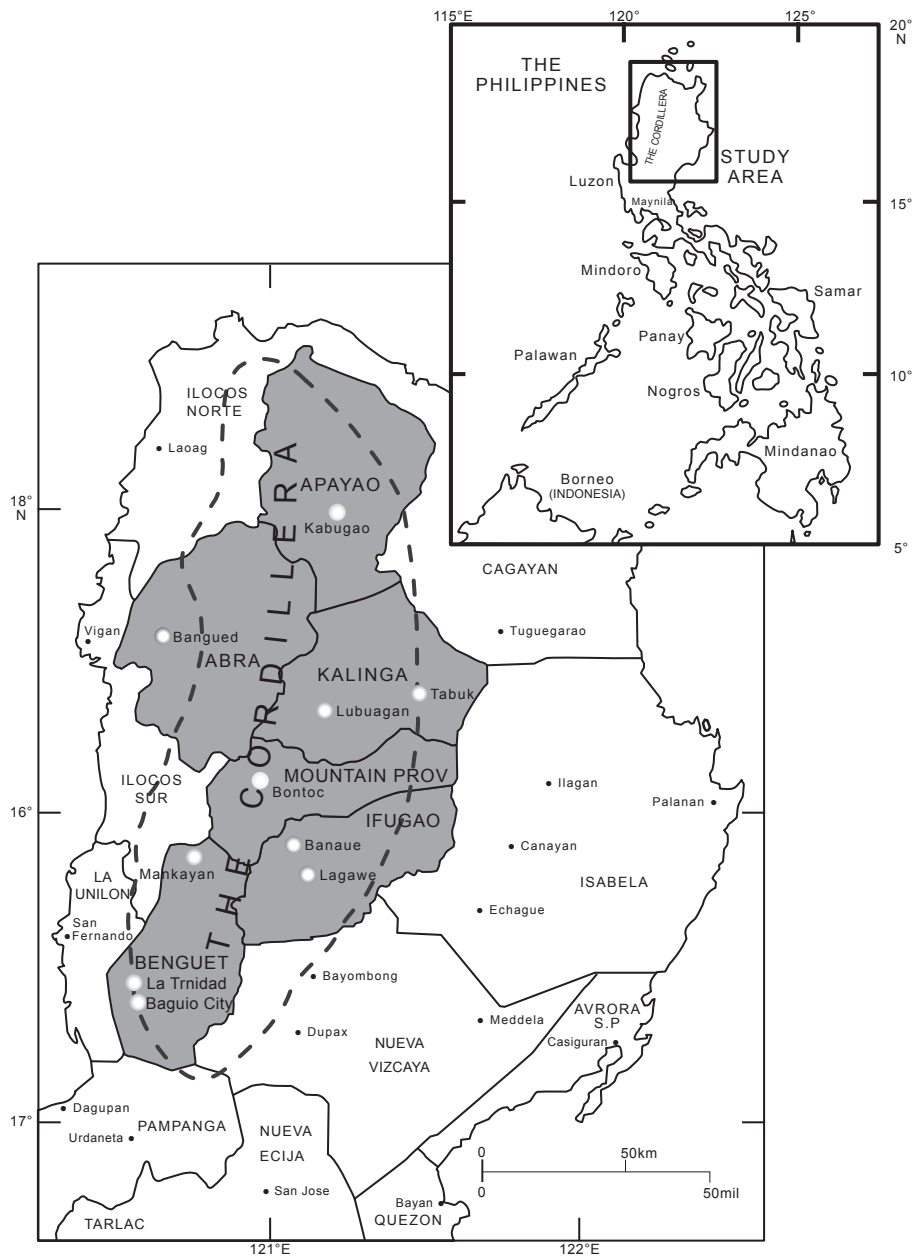 115°E
120°
125°
20°
N
THE
PHILIPPINES
THE CORDILLERA
STUDY
AREA
Luzon
Maynila
15°
Mindoro
Samar
Panay
Palawan
10°
Nogros
Mindanao
Borneo
(INDONESIA)
5°
ILOCOS
NORTE
Laoag
APAYAO
18°
N
Kabugao
CAGAYAN
Vigan
Bangued
Tuguegarao
ABRA
KALINGA
Tabuk
Lubuagan
THE CORDILLERA
MOUNTAIN PROV
ILOCOS
SUR
Bontoc
Ilagan
Palanan
16°
IFUGAO
Banaue
Canayan
LA
UNILON
Mankayan
Lagawe
ISABELA
Echague
San
Fernando
BENGUET
La Trnidad
Bayombong
Baguio City
Meddela
AVRORA
S.P
Dupax
Casiguran
NUEVA
VIZCAYA
Dagupan
17°
Urdaneta
PAMPANGA
NUEVA
ECIJA
0
50km
San Jose
0
50mil
Bayan
TARLAC
QUEZON
121°E
122°